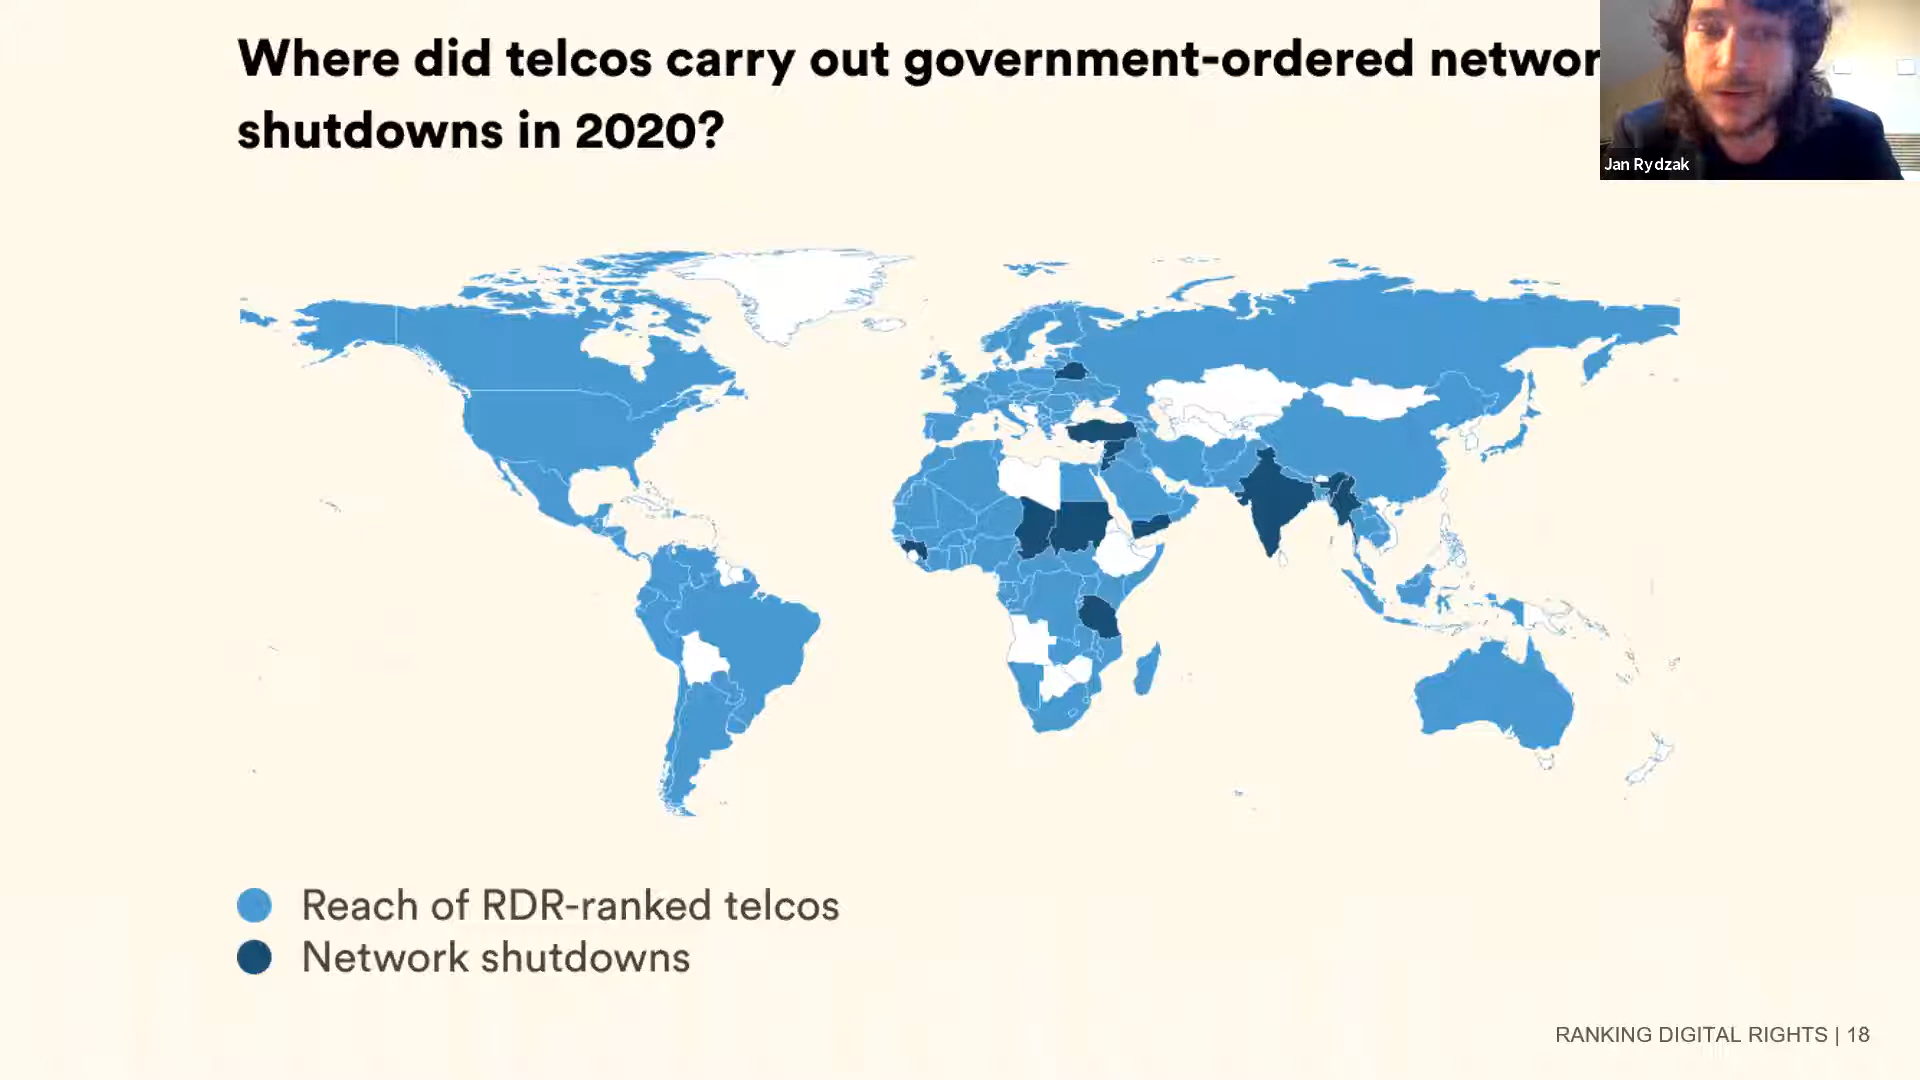 Where did telcos carry out government-ordered networ
shutdowns in 2020?
Jan Rydzak
Reach of RDR-ranked telcos
Network shutdowns
RANKING DIGITAL RIGHTS | 18